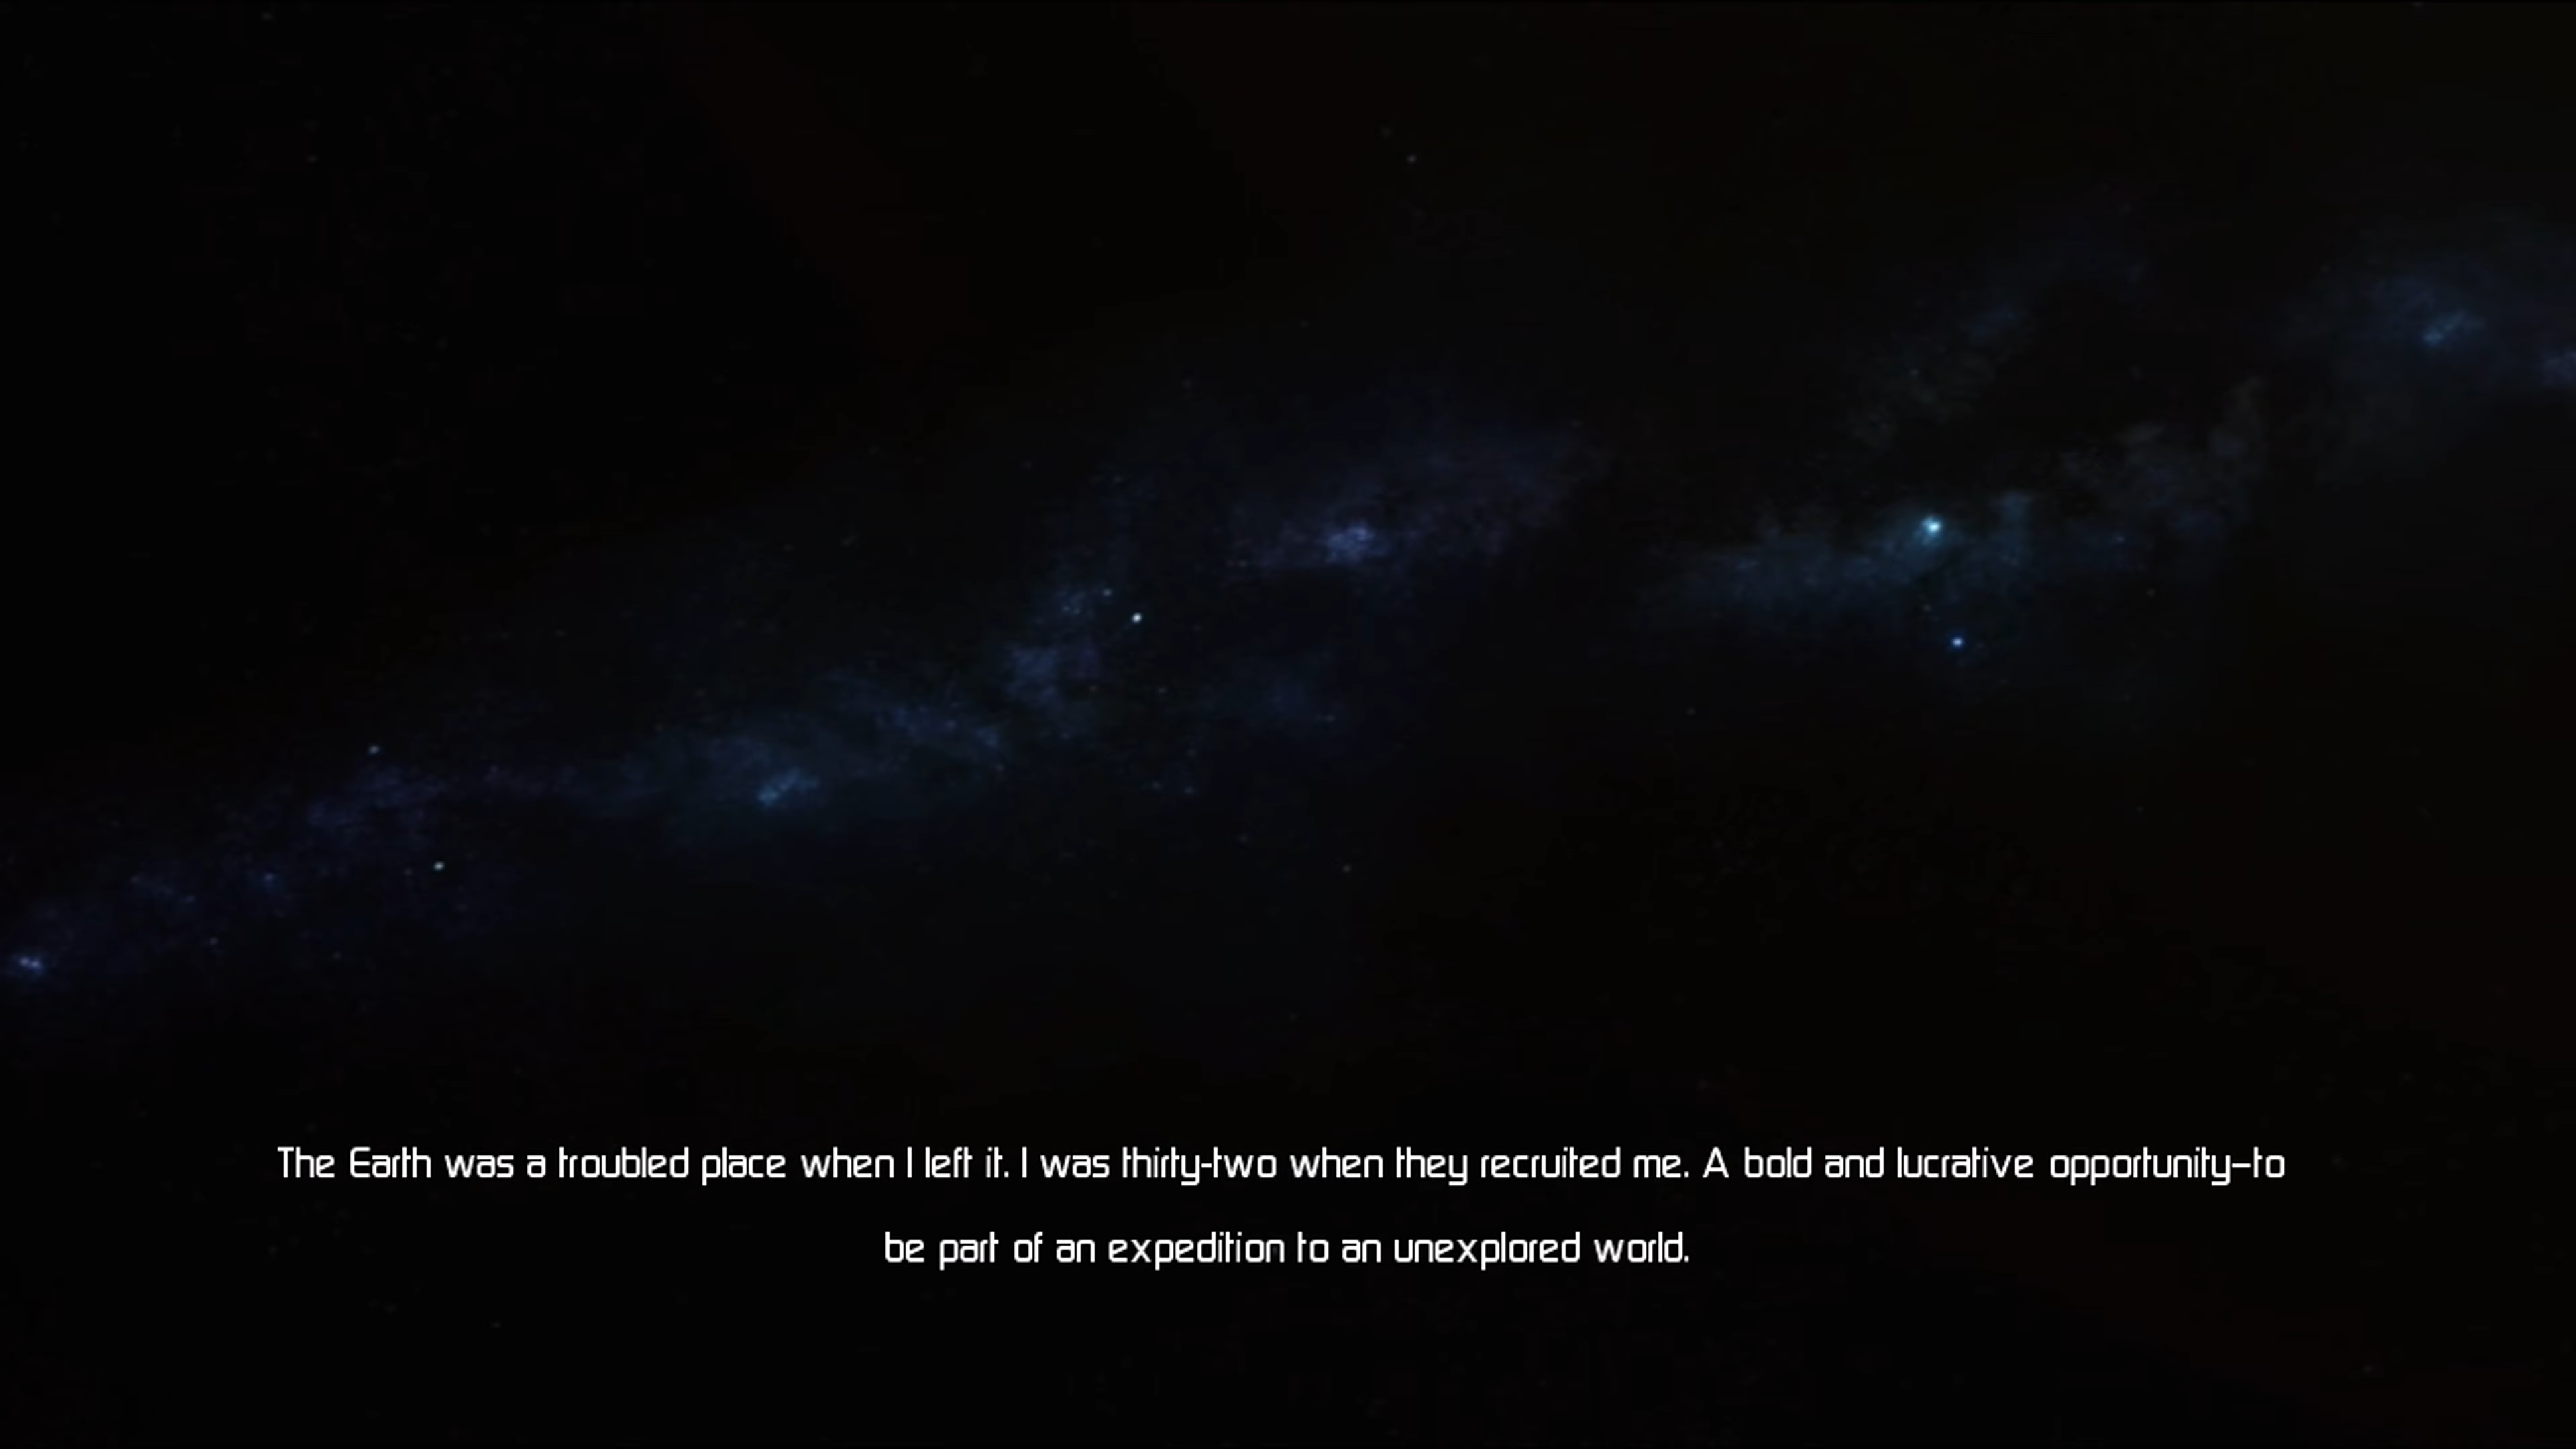 The Earth was a troubled place when I left it. I was thirty-two when they recruited me. A bold and lucrative opportunity–to
be part of an expedition to an unexplored world.